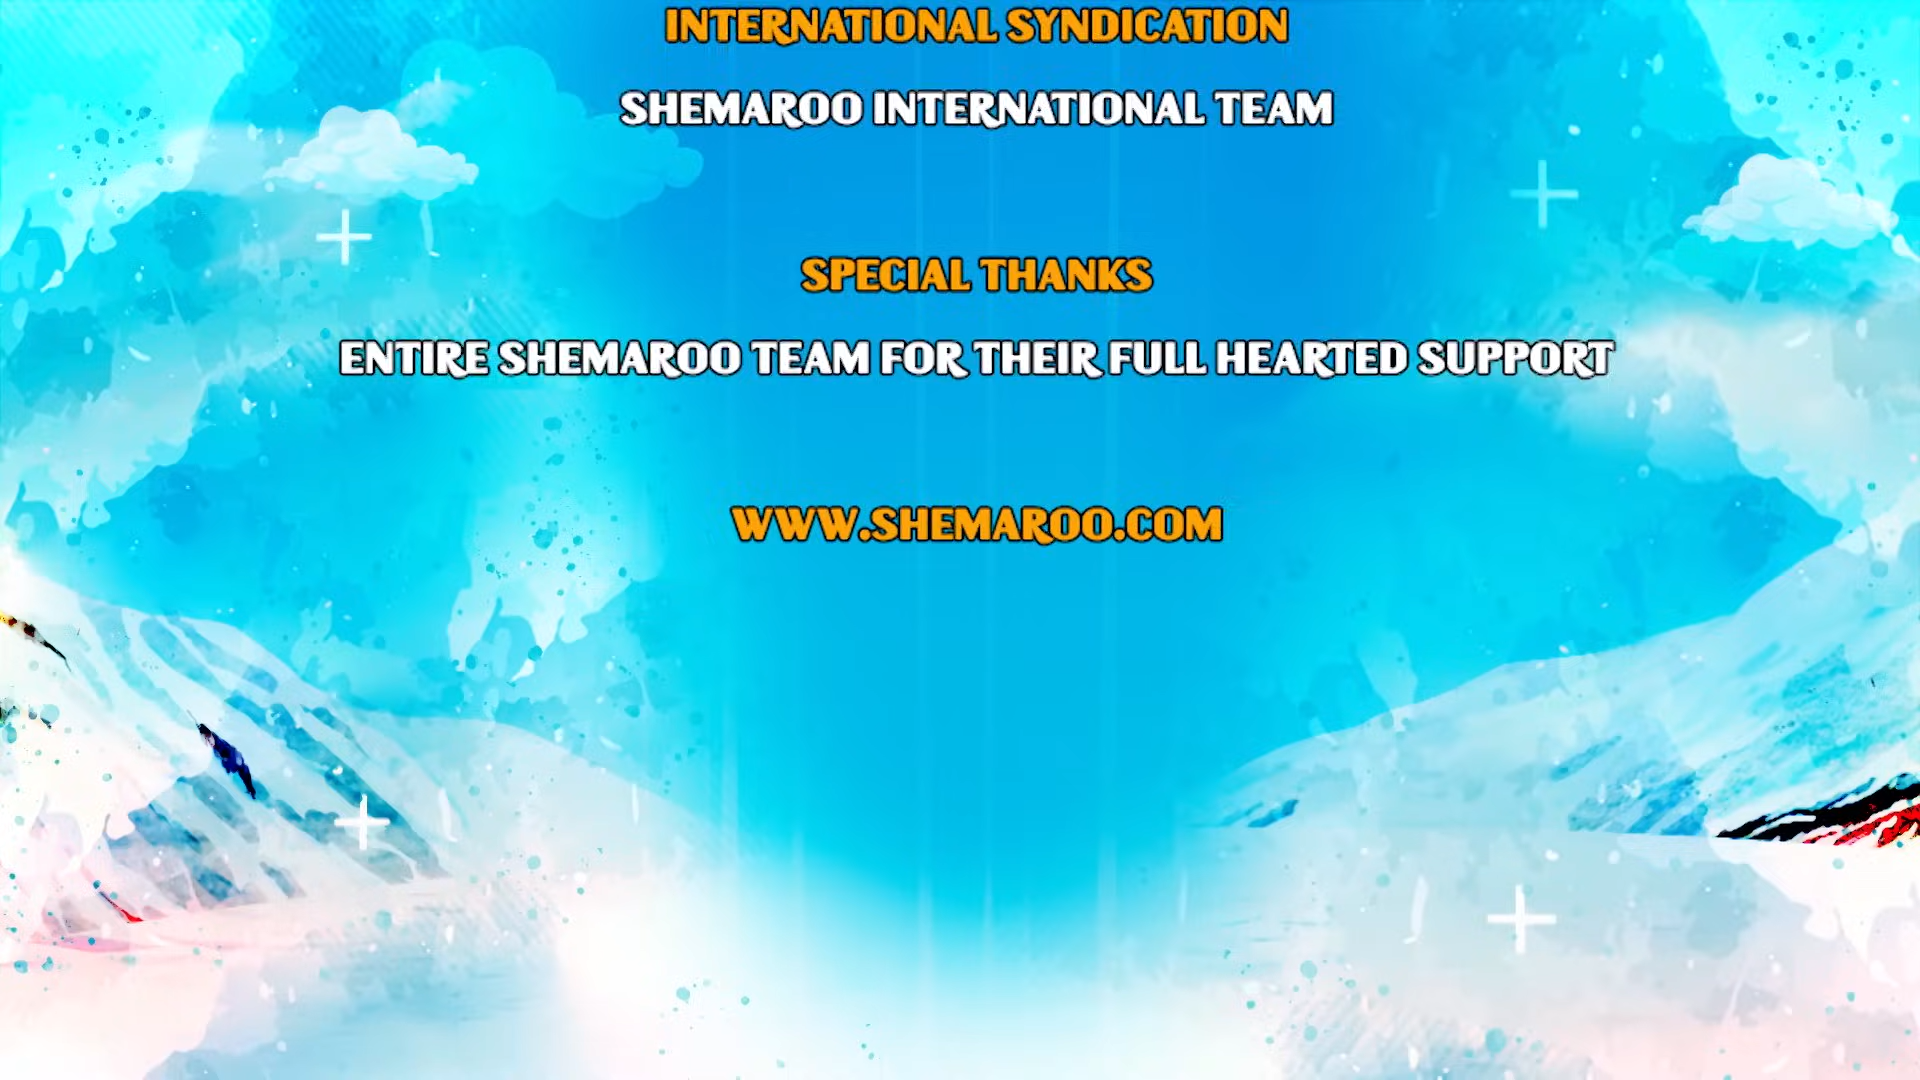 INTERNATIONAL SYNDICATION
SHEMAROO INTERNATIONAL TEAM
SPECIAL THANKS
ENTIRE SHEMAROO TEAM FOR THEIR FULL HEARTED SUPPORT
WWW.SHEMAROO.COM